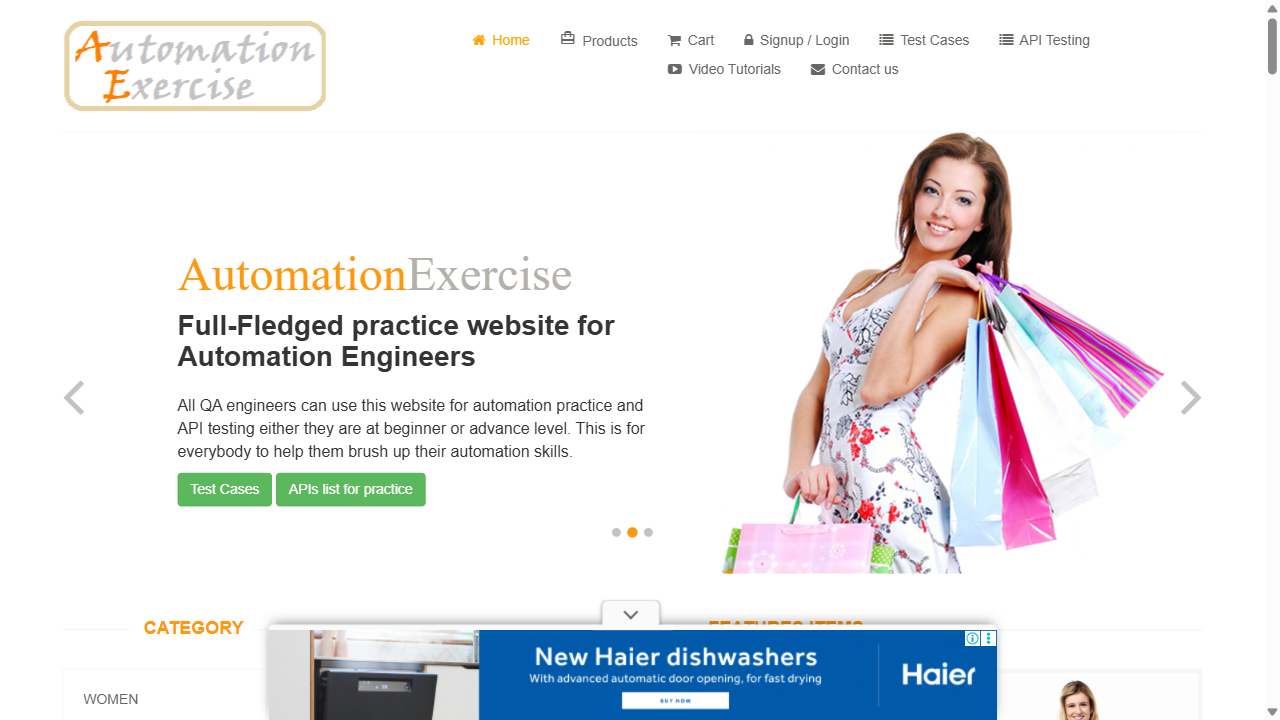 Automation
Exercise
Home
Products
Cart
Signup / Login
Test Cases
API Testing
Video Tutorials
Contact us
AutomationExercise
Full-Fledged practice website for
Automation Engineers
All QA engineers can use this website for automation practice and
API testing either they are at beginner or advance level. This is for
everybody to help them brush up their automation skills.
Test Cases
APIs list for practice
CATEGORY
FEATURES ITEMS
WOMEN
New Haier dishwashers
With advanced automatic door opening, for fast drying
BUY NOW
Haier